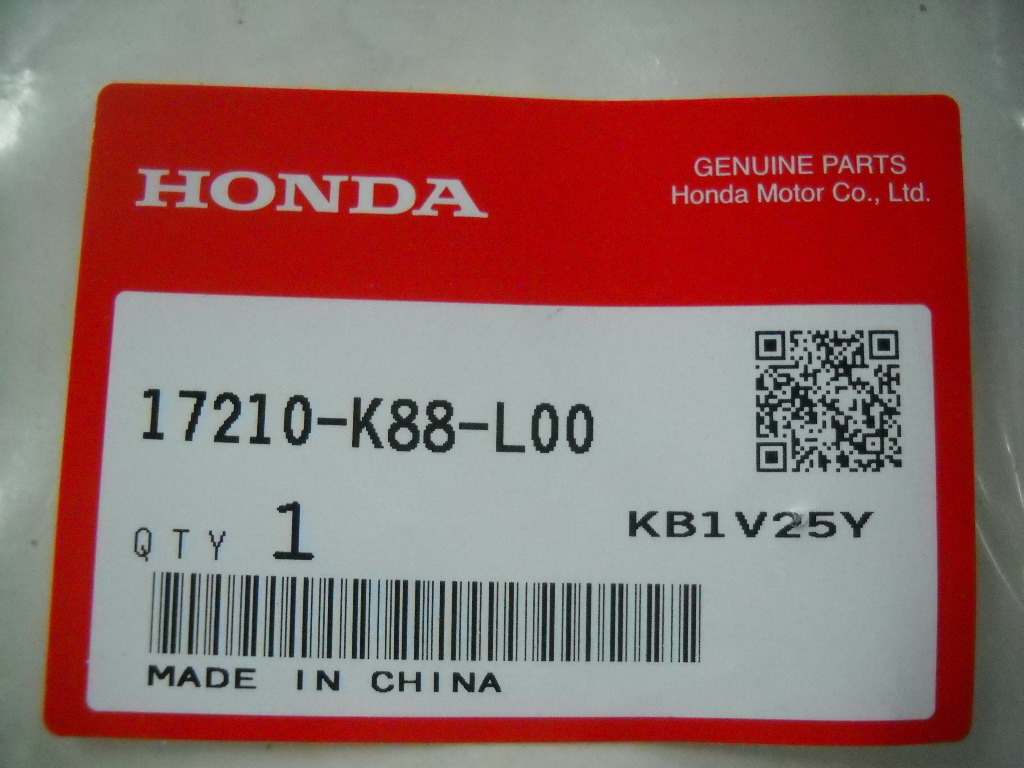 HONDA
GENUINE PARTS
Honda Motor Co., Ltd.
17210-K88-L00
QTY 1
KB1V25Y
MADE IN CHINA